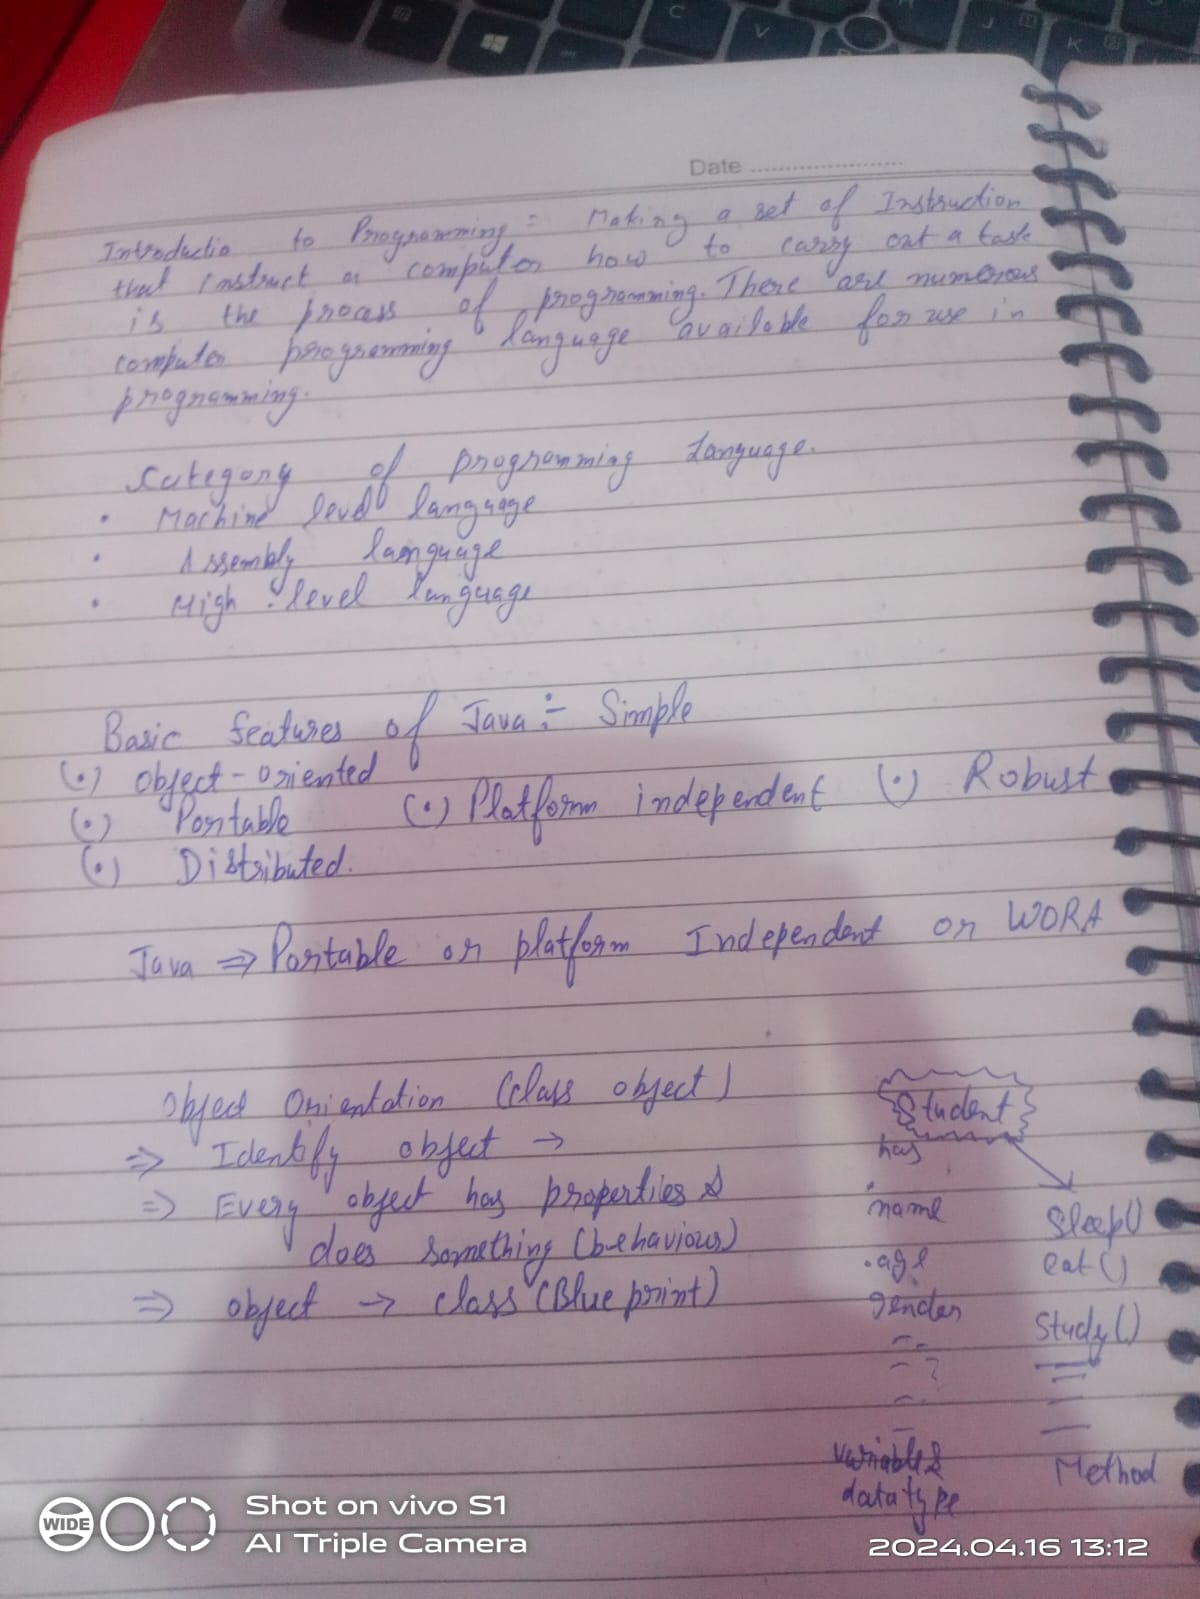 Date
Introductio to Programming :- Making a set of Instruction
that instruct a computer how to carry out a task
is the process of programming. There are numerous
computer programming language available for use in
programming.
Category of programming Language.
• Machine level language
• Assembly language
• High-level language
Basic features of Java :- Simple
(•) Object-oriented
(•) Portable (•) Platform independent (•) Robust
(•) Distributed.
Java ⇒ Portable or platform Independent or WORA
Object Orientation (class object) Student
⇒ Identify object → has
⇒ Every object has properties & .name Sleep()
does something (behaviour) .age eat()
⇒ object → class (Blue print) gender
Study()
variable & Method
data type
WIDE Shot on vivo S1
AI Triple Camera 2024.04.16 13:12
C
V
J
K